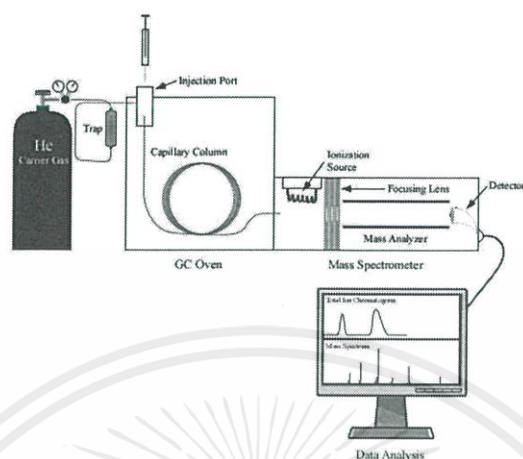 Injection Port
He
Carrier Gas
Trap
Capillary Column
Ionization
Source
Focusing Lens
Detector
Mass Analyzer
GC Oven
Mass Spectrometer
Total Ion Chromatogram
Mass Spectrum
Data Analysis